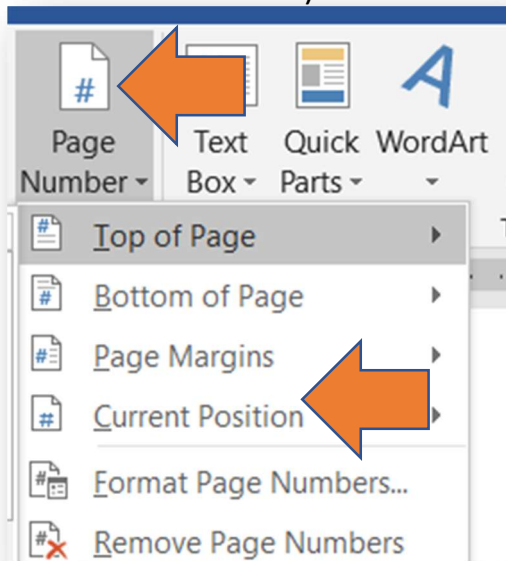 #
Page Text Quick WordArt
Number Box Parts
Top of Page
Bottom of Page
Page Margins
Current Position
Format Page Numbers...
Remove Page Numbers